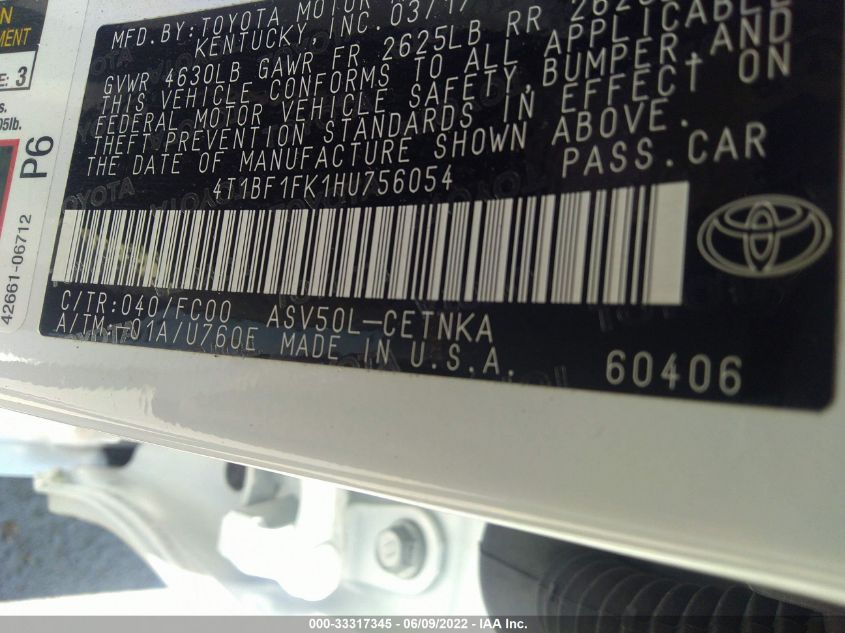 MENT
E: 3
s.
05lb.
P6
42661-06712
MFD.BY:TOYOTA MOTOR
KENTUCKY, INC. 03/17
GVWR 4630LB GAWR FR 2625LB RR
THIS VEHICLE CONFORMS TO ALL APPLICABLE
FEDERAL MOTOR VEHICLE SAFETY,BUMPER,AND
THEFT PREVENTION STANDARDS IN EFFECT ON
THE DATE OF MANUFACTURE SHOWN ABOVE.
4T1BF1FK1HU756054 PASS.CAR
C/TR:040/FC00 ASV50L-CETNKA
A/TM:-01A/U760E MADE IN U.S.A. 60406
000-33317345 | 06/09/2022 - IAA Inc.